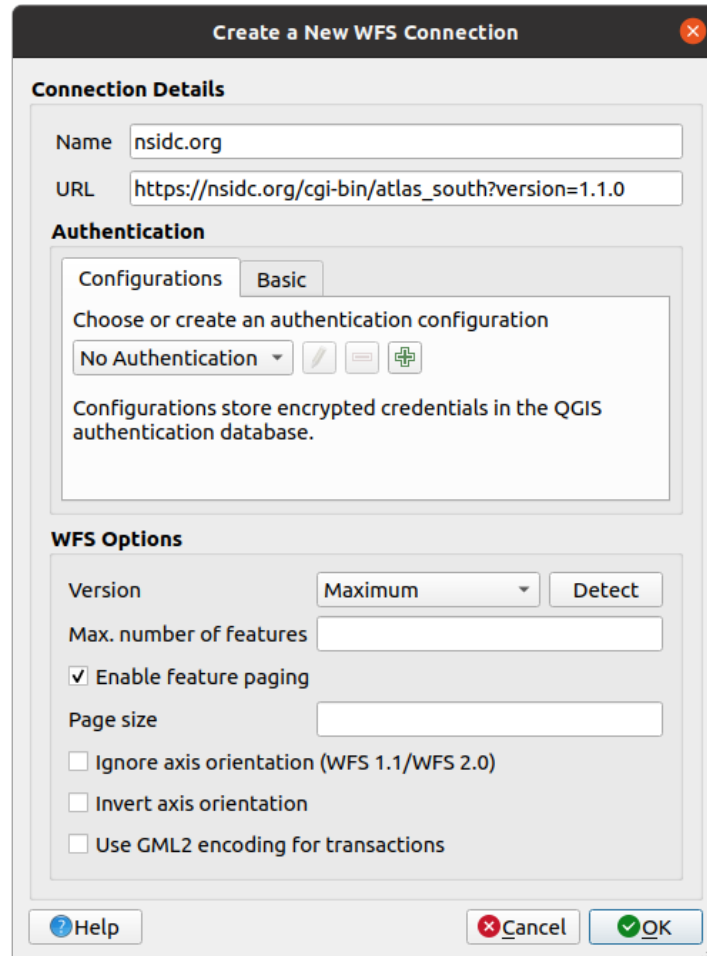 Create a New WFS Connection
Connection Details
Name nsidc.org
URL https://nsidc.org/cgi-bin/atlas_south?version=1.1.0
Authentication
Configurations Basic
Choose or create an authentication configuration
No Authentication
Configurations store encrypted credentials in the QGIS
authentication database.
WFS Options
Version Maximum Detect
Max. number of features
Enable feature paging
Page size
Ignore axis orientation (WFS 1.1/WFS 2.0)
Invert axis orientation
Use GML2 encoding for transactions
Help Cancel OK